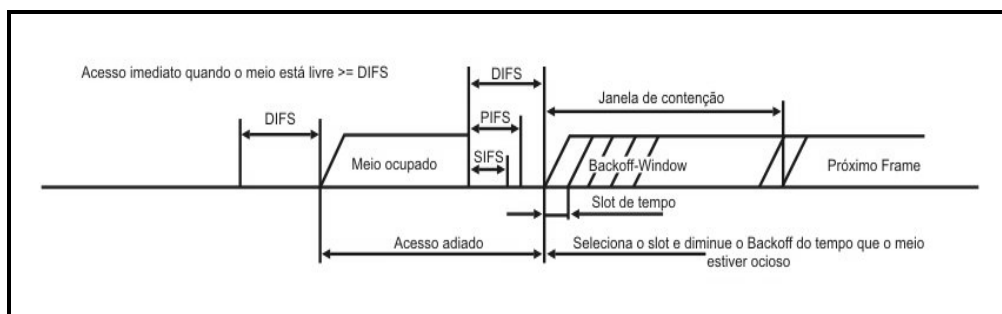 Acesso imediato quando o meio está livre >= DIFS
DIFS
DIFS
Janela de contenção
PIFS
SIFS
Meio ocupado
Backoff-Window
Próximo Frame
Slot de tempo
Acesso adiado
Seleciona o slot e diminue o Backoff do tempo que o meio
estiver ocioso